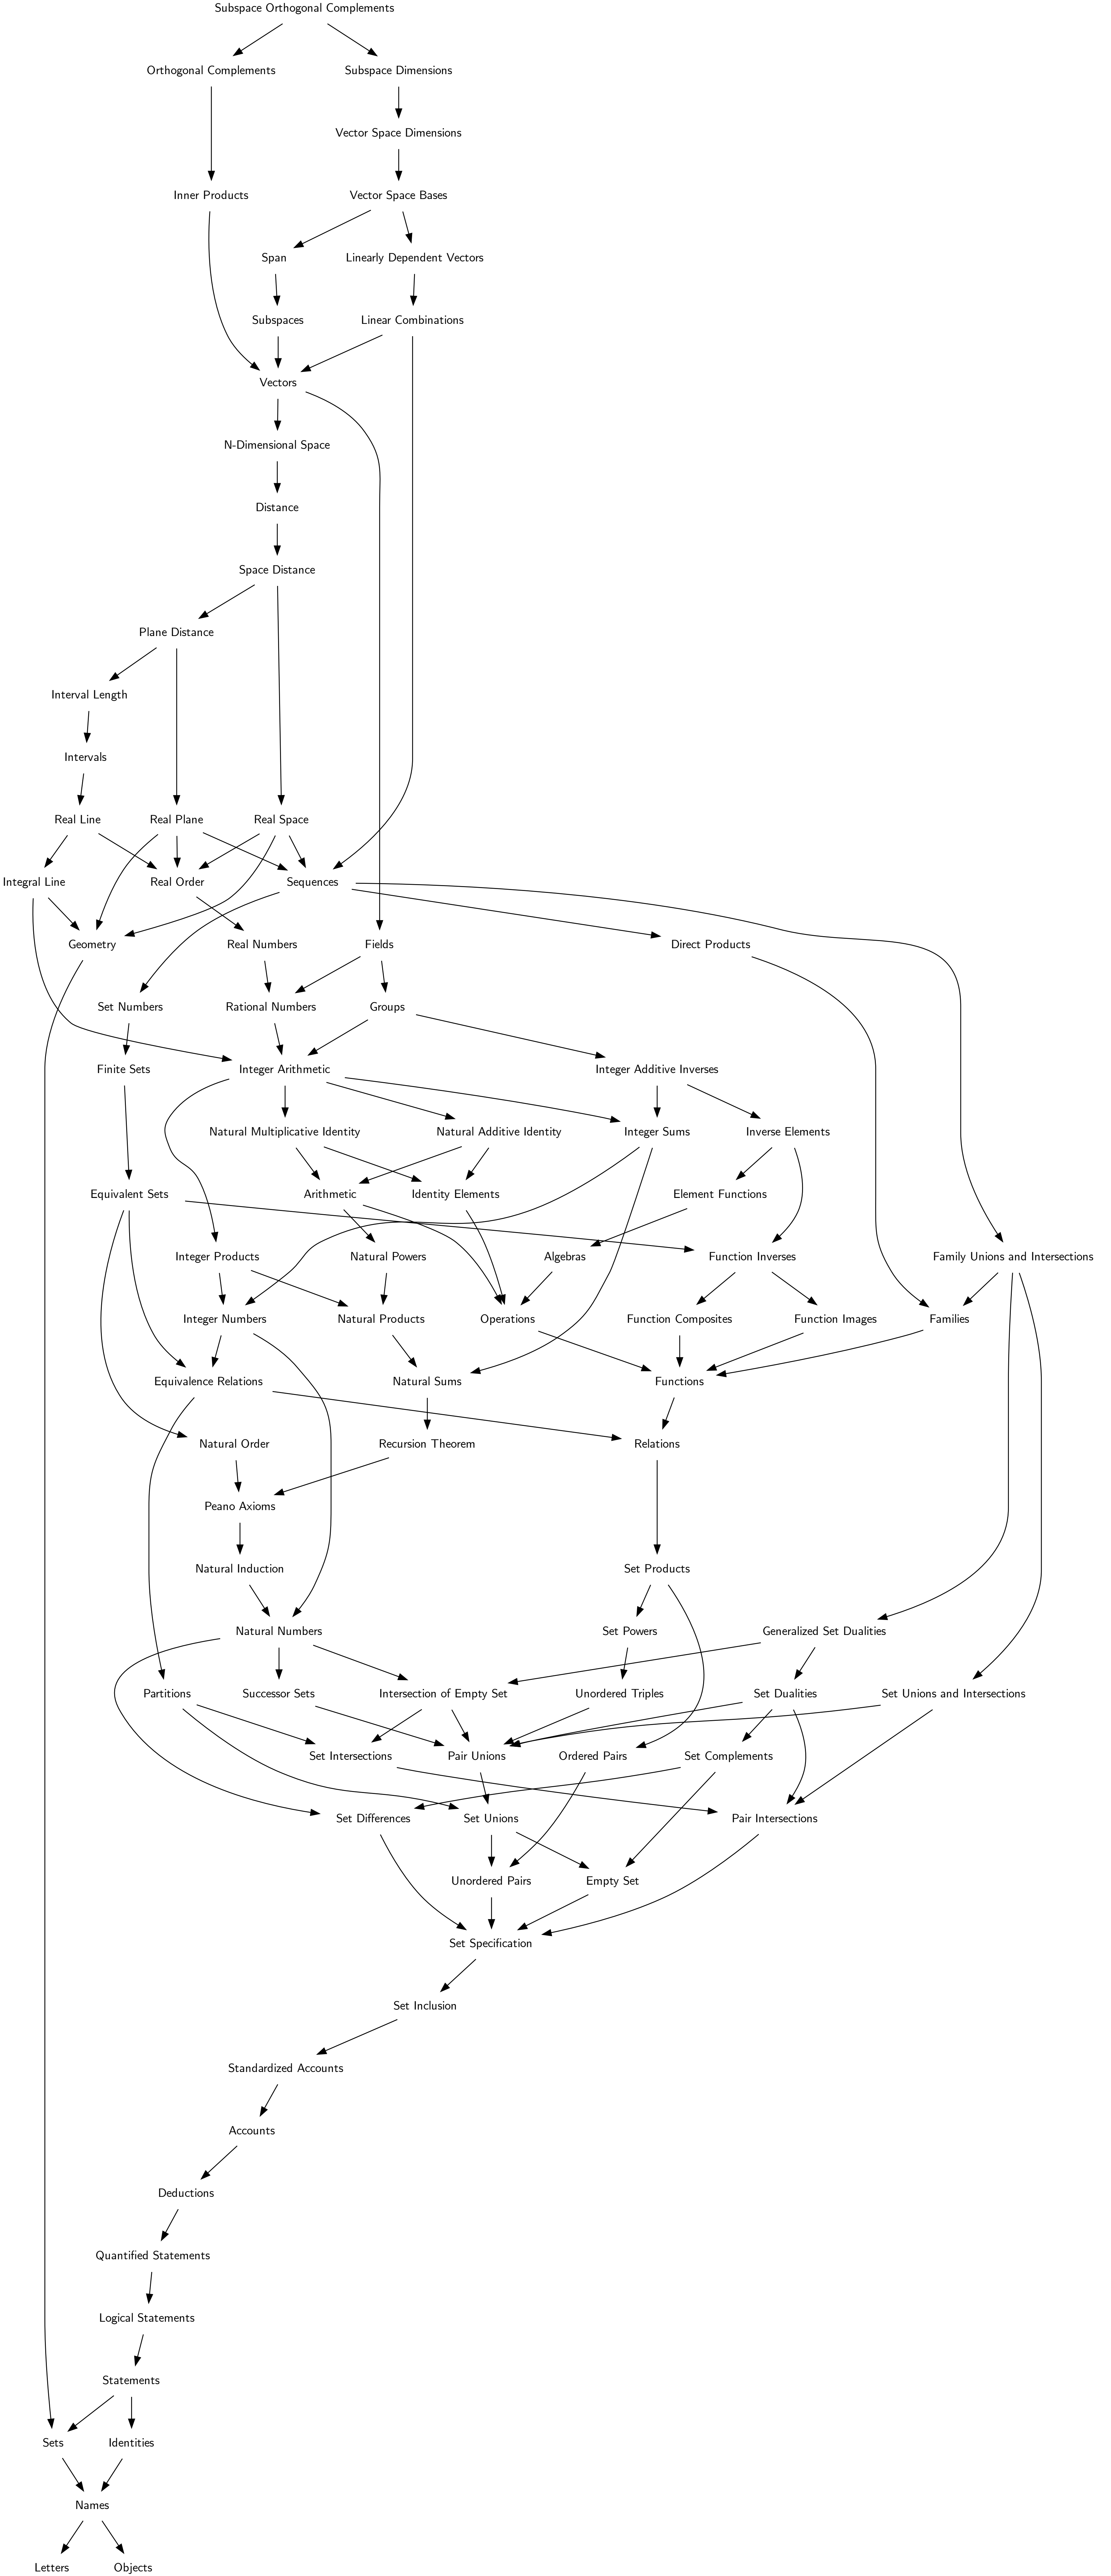 Subspace Orthogonal Complements
Orthogonal Complements
Subspace Dimensions
Vector Space Dimensions
Inner Products
Vector Space Bases
Span
Linearly Dependent Vectors
Subspaces
Linear Combinations
Vectors
N-Dimensional Space
Distance
Space Distance
Plane Distance
Interval Length
Intervals
Real Line
Real Plane
Real Space
Integral Line
Real Order
Sequences
Geometry
Real Numbers
Fields
Direct Products
Set Numbers
Rational Numbers
Groups
Finite Sets
Integer Arithmetic
Integer Additive Inverses
Natural Multiplicative Identity
Natural Additive Identity
Integer Sums
Inverse Elements
Equivalent Sets
Arithmetic
Identity Elements
Element Functions
Integer Products
Natural Powers
Algebras
Function Inverses
Family Unions and Intersections
Integer Numbers
Natural Products
Operations
Function Composites
Function Images
Families
Equivalence Relations
Natural Sums
Functions
Natural Order
Recursion Theorem
Relations
Peano Axioms
Natural Induction
Set Products
Natural Numbers
Set Powers
Generalized Set Dualities
Partitions
Successor Sets
Intersection of Empty Set
Unordered Triples
Set Dualities
Set Unions and Intersections
Set Intersections
Pair Unions
Ordered Pairs
Set Complements
Set Differences
Set Unions
Pair Intersections
Unordered Pairs
Empty Set
Set Specification
Set Inclusion
Standardized Accounts
Accounts
Deductions
Quantified Statements
Logical Statements
Statements
Sets
Identities
Names
Letters
Objects